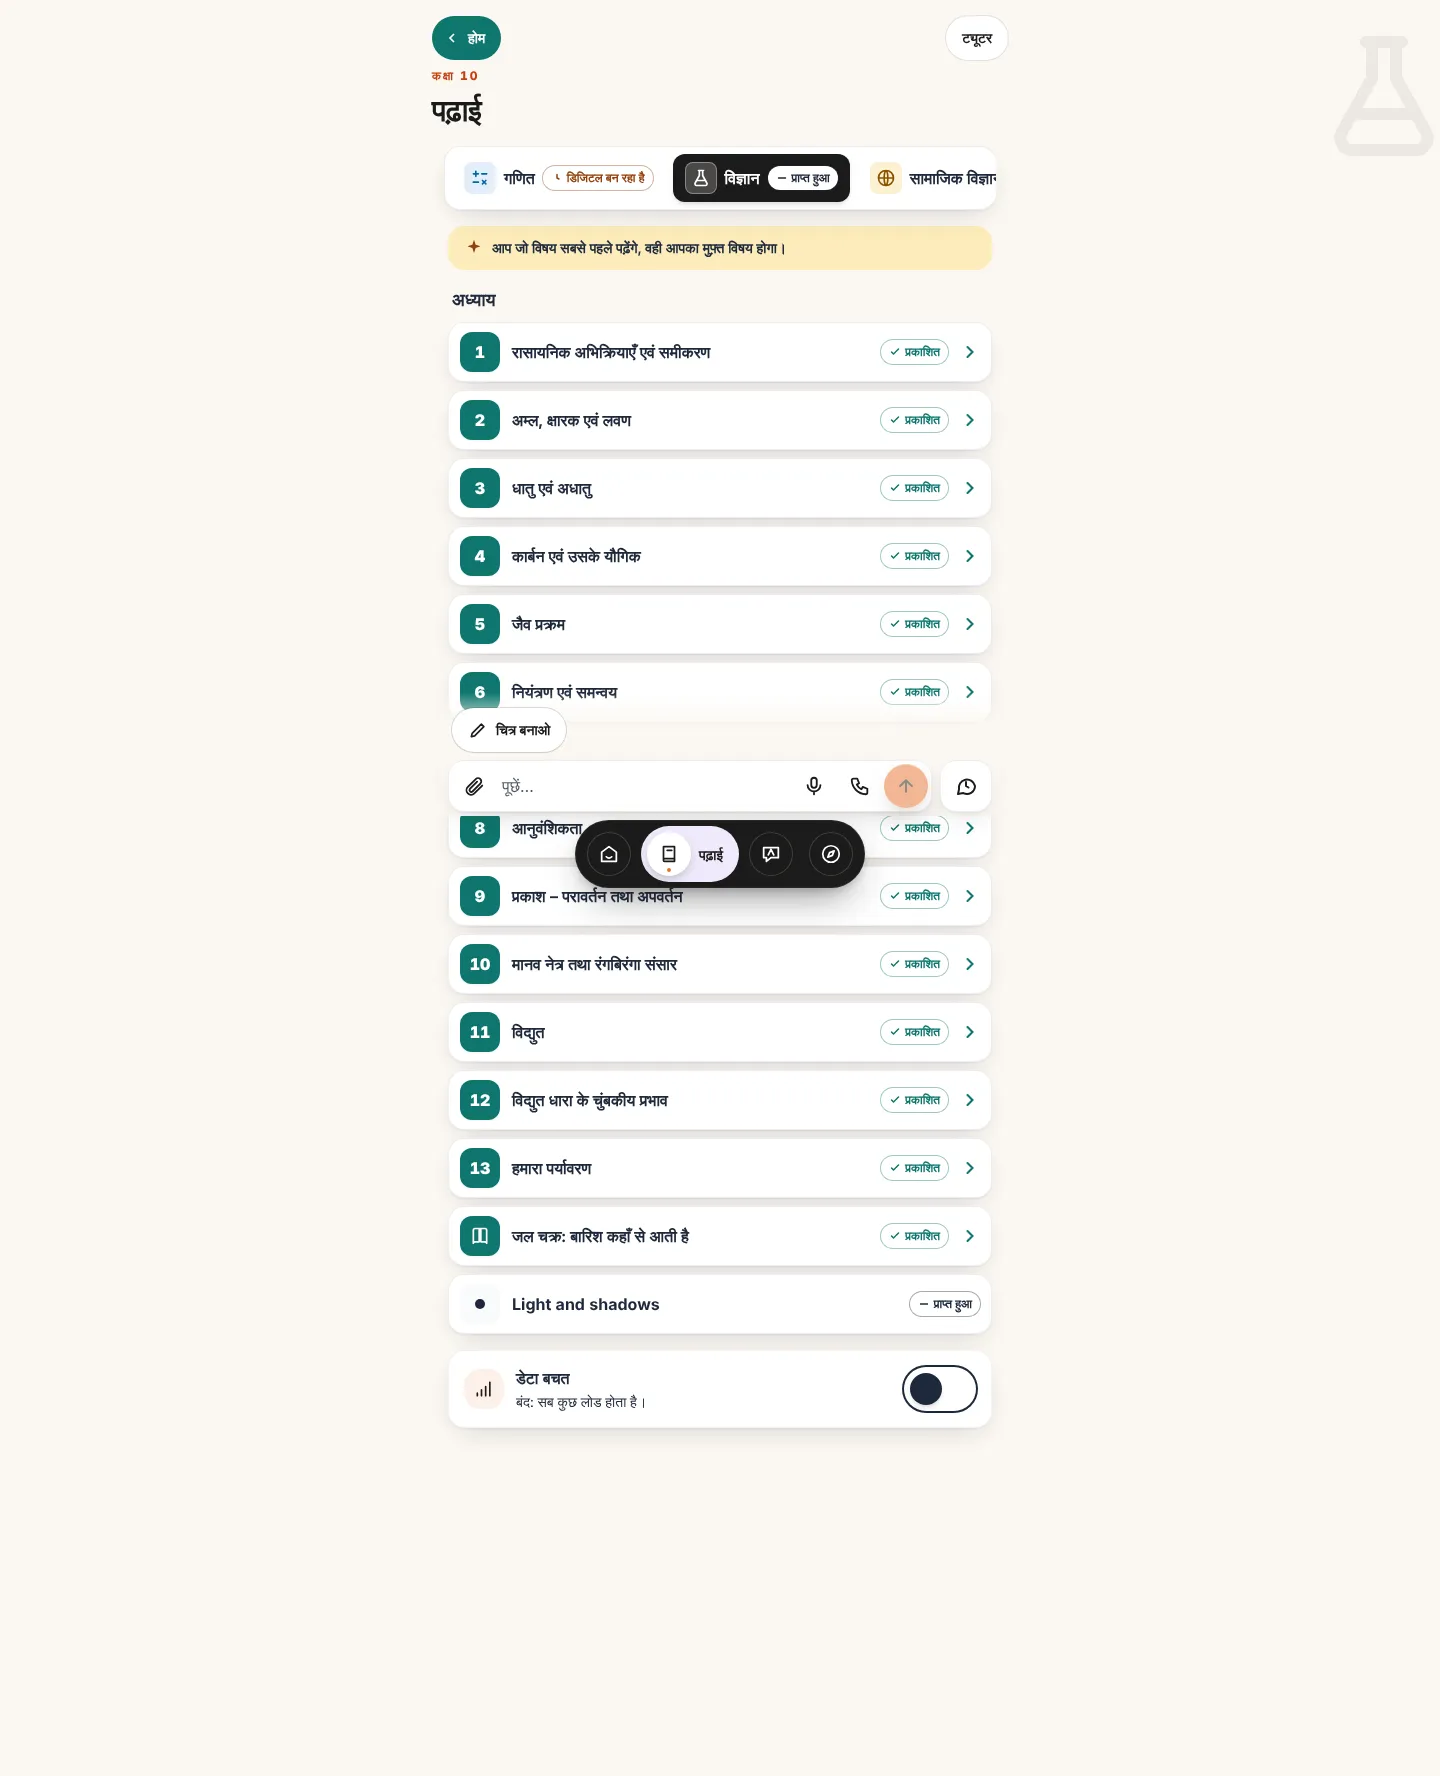 होम
ट्यूटर
कक्षा 10
पढ़ाई
गणित डिजिटल बन रहा है विज्ञान प्राप्त हुआ सामाजिक विज्ञान
आप जो विषय सबसे पहले पढ़ेंगे, वही आपका मुफ़्त विषय होगा।
अध्याय
1 रासायनिक अभिक्रियाएँ एवं समीकरण प्रकाशित
2 अम्ल, क्षारक एवं लवण प्रकाशित
3 धातु एवं अधातु प्रकाशित
4 कार्बन एवं उसके यौगिक प्रकाशित
5 जैव प्रक्रम प्रकाशित
6 नियंत्रण एवं समन्वय प्रकाशित
चित्र बनाओ
पूछें...
8 आनुवंशिकता प्रकाशित
पढ़ाई
9 प्रकाश – परावर्तन तथा अपवर्तन प्रकाशित
10 मानव नेत्र तथा रंगबिरंगा संसार प्रकाशित
11 विद्युत प्रकाशित
12 विद्युत धारा के चुंबकीय प्रभाव प्रकाशित
13 हमारा पर्यावरण प्रकाशित
जल चक्र: बारिश कहाँ से आती है प्रकाशित
Light and shadows प्राप्त हुआ
डेटा बचत
बंद: सब कुछ लोड होता है।